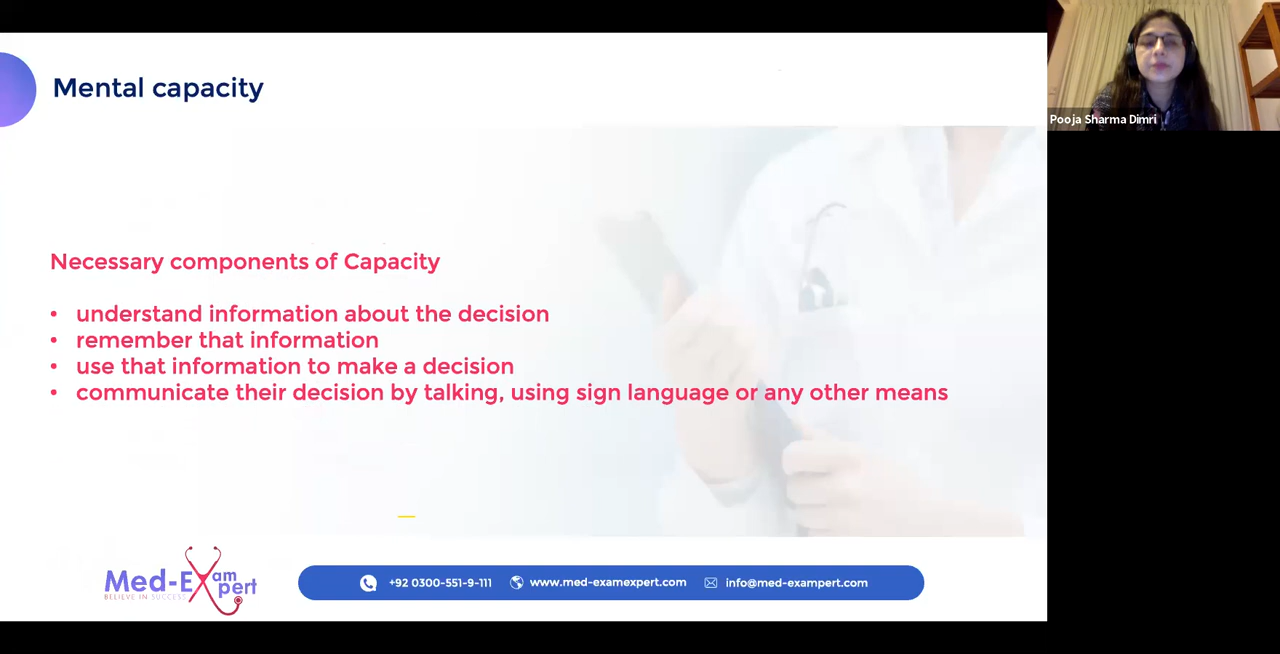 Mental capacity
Pooja Sharma Dimri
Necessary components of Capacity
• understand information about the decision
• remember that information
• use that information to make a decision
• communicate their decision by talking, using sign language or any other means
Med-Exam Expert
BELIEVE IN SUCCESS
+92 0300-551-9-111 www.med-examexpert.com info@med-exampert.com